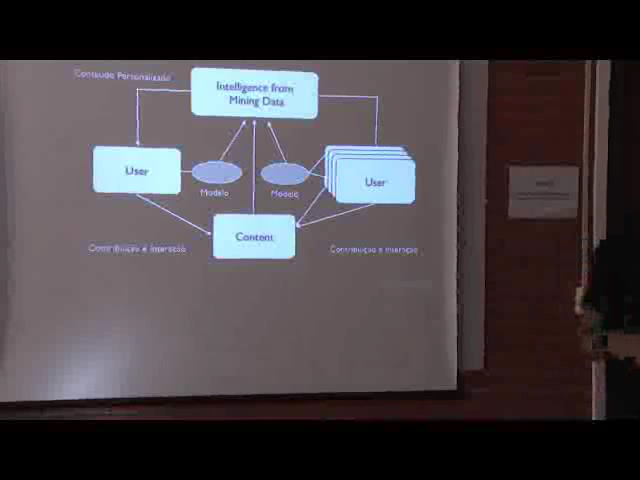 Conteúdo Personalizado
Intelligence from
Mining Data
User
Modelo
Modelo
User
Content
Contribuição e Interação
Contribuição e Interação